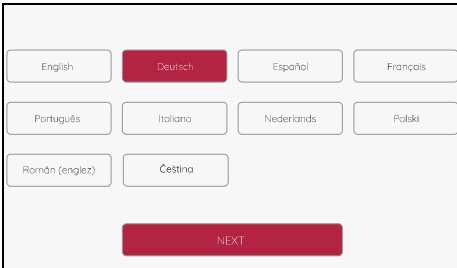 English Deutsch Español Français
Português Italiano Nederlands Polski
Român (englez) Čeština
NEXT